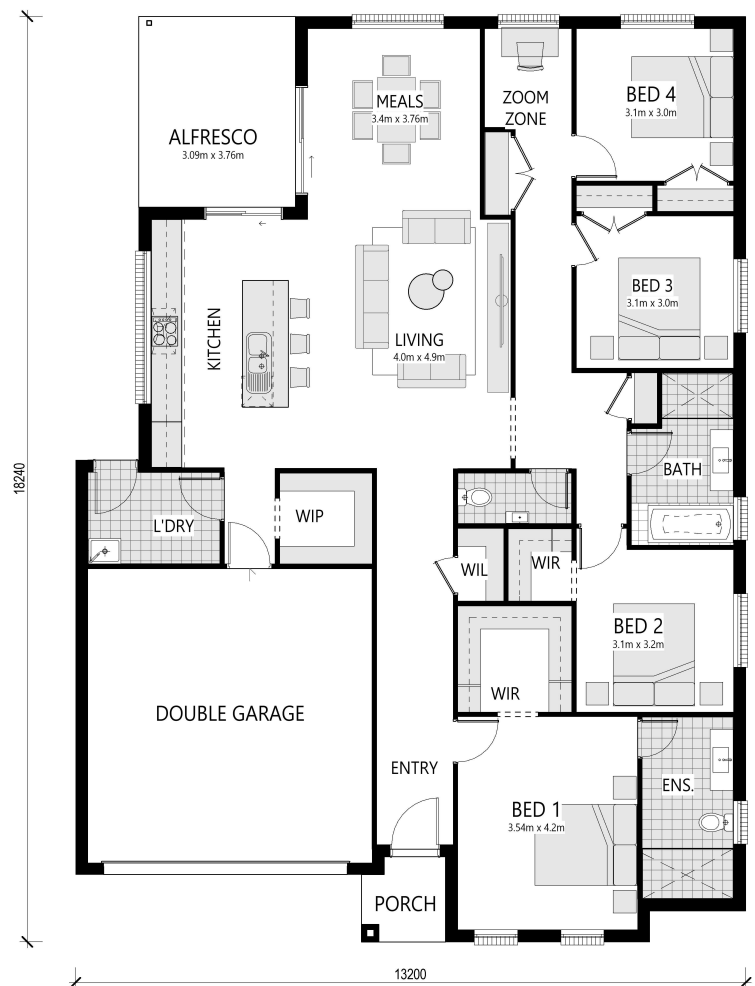 MEALS
3.4m x 3.76m
ZOOM
ZONE
BED 4
3.1m x 3.0m
ALFRESCO
3.09m x 3.76m
BED 3
3.1m x 3.0m
KITCHEN
LIVING
4.0m x 4.9m
18240
BATH
L'DRY
WIP
WIL
WIR
BED 2
3.1m x 3.2m
WIR
DOUBLE GARAGE
ENTRY
ENS.
BED 1
3.54m x 4.2m
PORCH
13200